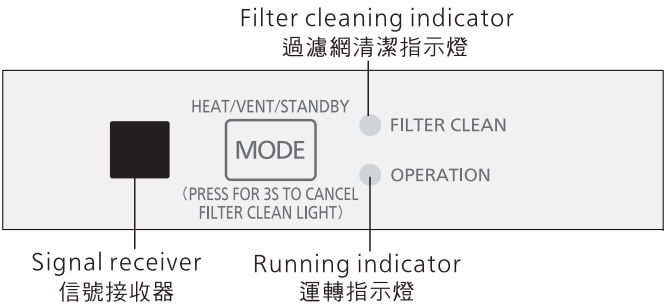 Filter cleaning indicator
過濾網清潔指示燈
HEAT/VENT/STANDBY
MODE
(PRESS FOR 3S TO CANCEL
FILTER CLEAN LIGHT)
FILTER CLEAN
OPERATION
Signal receiver
信號接收器
Running indicator
運轉指示燈